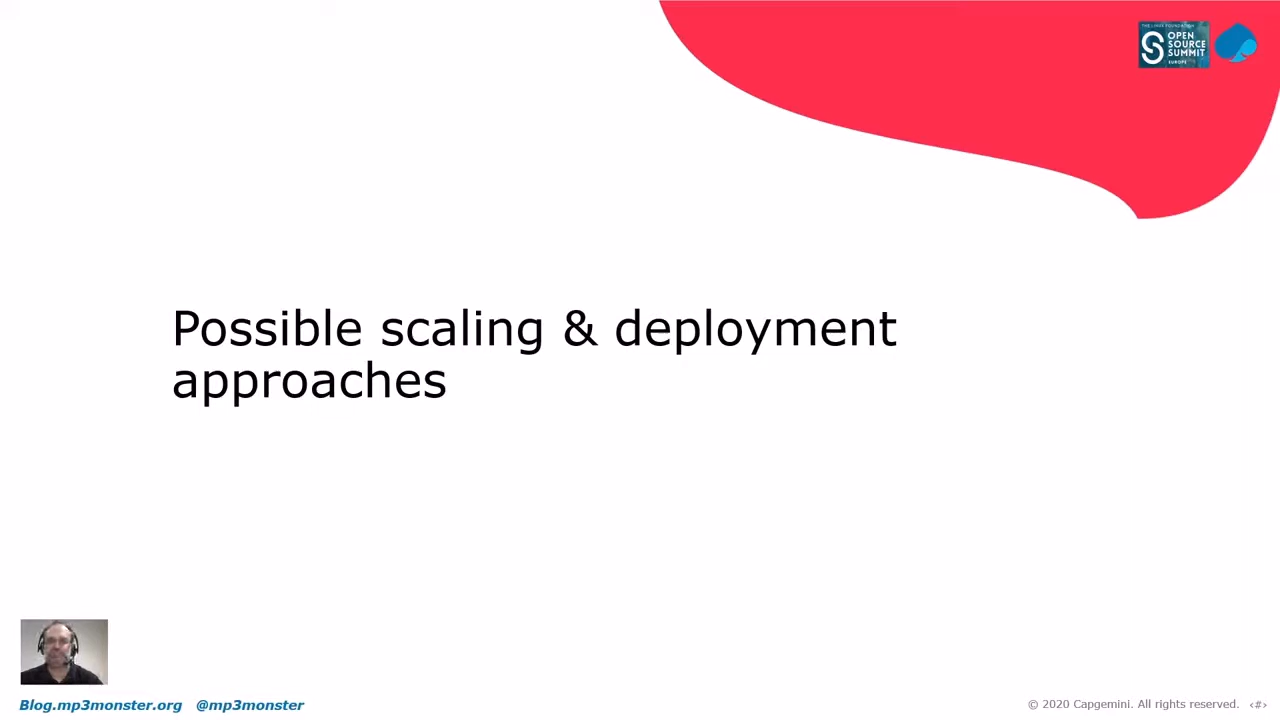 THE LINUX FOUNDATION
OPEN
SOURCE
SUMMIT
EUROPE
Possible scaling & deployment
approaches
Blog.mp3monster.org @mp3monster
© 2020 Capgemini. All rights reserved. ‹#›